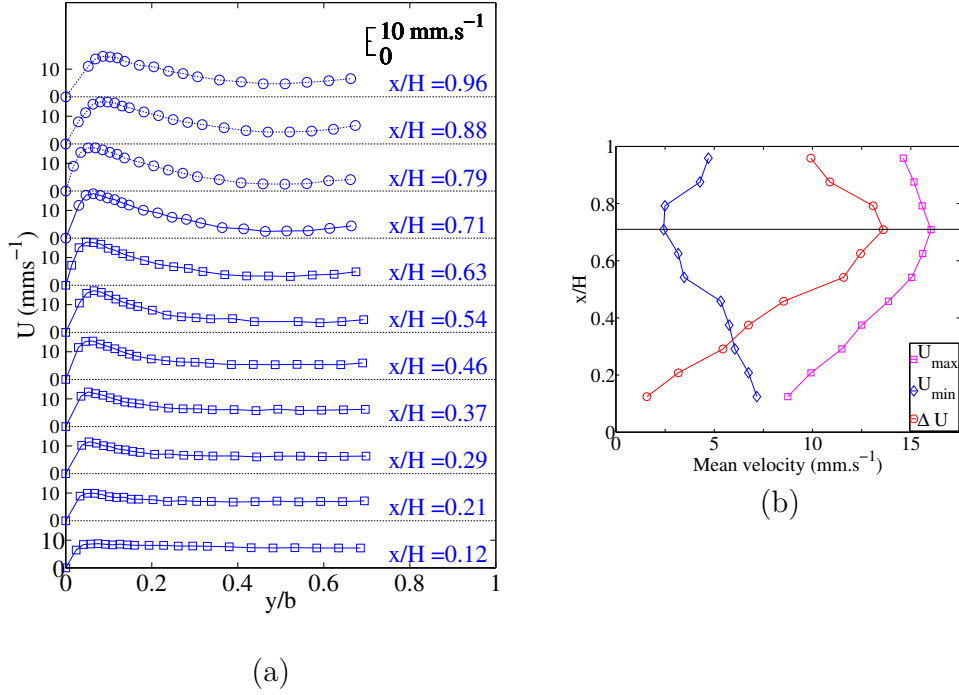 10 mm.s⁻¹
0
10
0
x/H =0.96
10
0
x/H =0.88
10
0
x/H =0.79
10
0
x/H =0.71
10
0
x/H =0.63
10
0
x/H =0.54
10
0
x/H =0.46
10
0
x/H =0.37
10
0
x/H =0.29
10
0
x/H =0.21
10
0
x/H =0.12
U (mms⁻¹)
0 0.2 0.4 0.6 0.8 1
y/b
(a)
1
0.8
0.6
0.4
0.2
0
x/H
U_max
U_min
Δ U
0 5 10 15
Mean velocity (mm.s⁻¹)
(b)